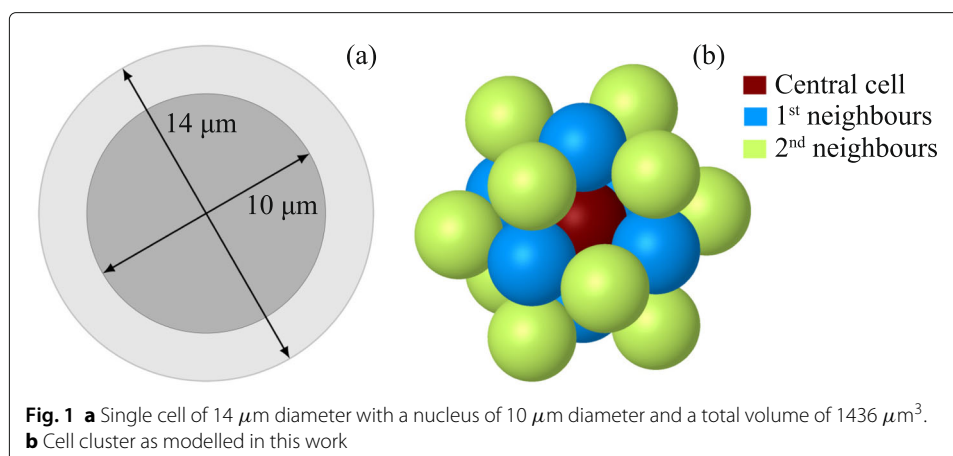 (a)
14 μm
10 μm
(b)
Central cell
1st neighbours
2nd neighbours
Fig. 1 a Single cell of 14 μm diameter with a nucleus of 10 μm diameter and a total volume of 1436 μm³.
b Cell cluster as modelled in this work